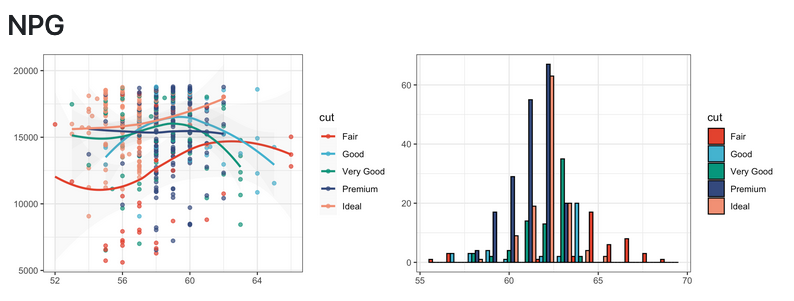 NPG
20000
15000
10000
5000
52
56
60
64
cut
Fair
Good
Very Good
Premium
Ideal
60
40
20
0
55
60
65
70
cut
Fair
Good
Very Good
Premium
Ideal